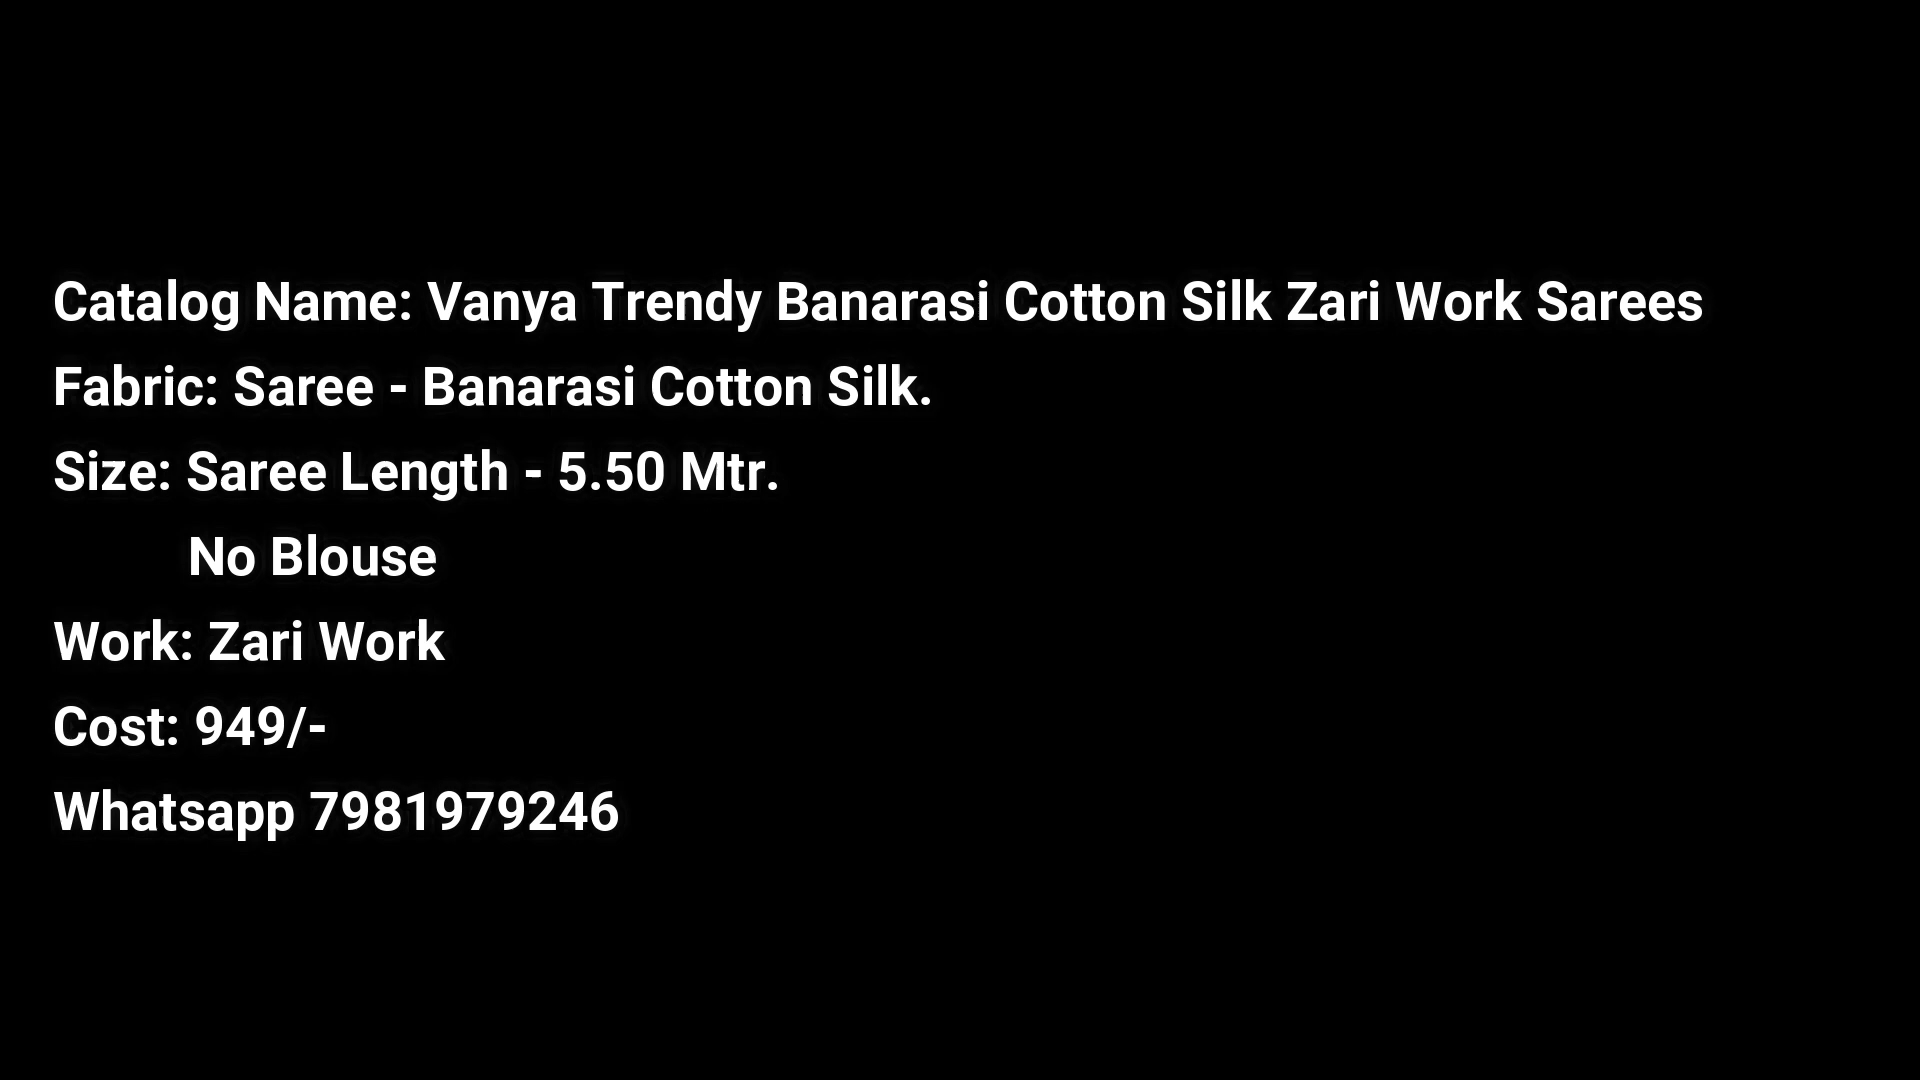 Catalog Name: Vanya Trendy Banarasi Cotton Silk Zari Work Sarees
Fabric: Saree - Banarasi Cotton Silk.
Size: Saree Length - 5.50 Mtr.
No Blouse
Work: Zari Work
Cost: 949/-
Whatsapp 7981979246